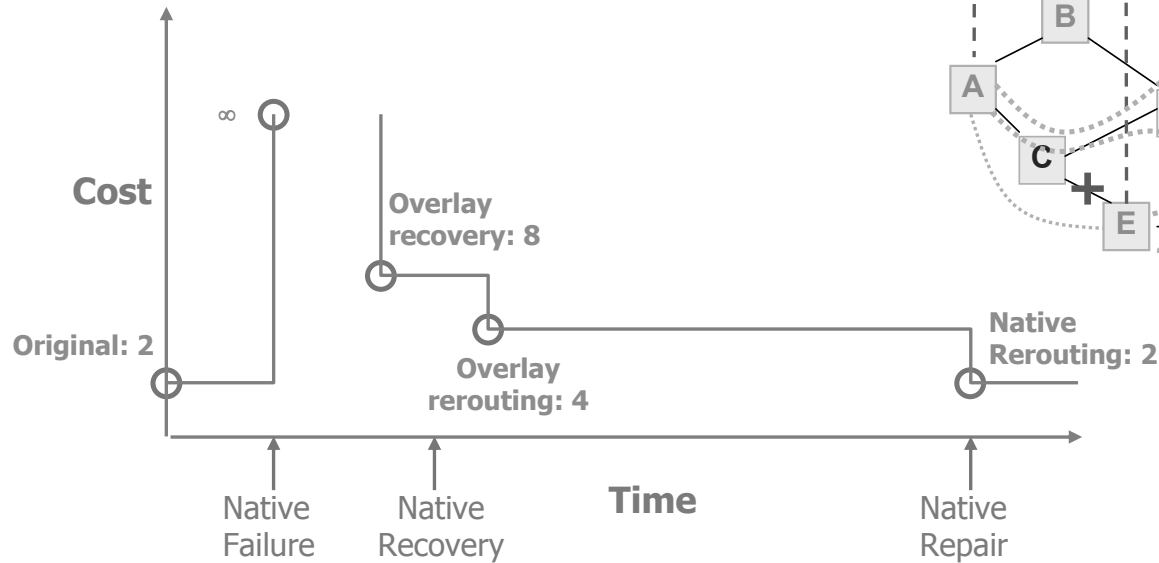 B
A
∞
C
Cost
Overlay
recovery: 8
E
Original: 2
Native
Rerouting: 2
Overlay
rerouting: 4
Native
Failure
Native
Recovery
Time
Native
Repair